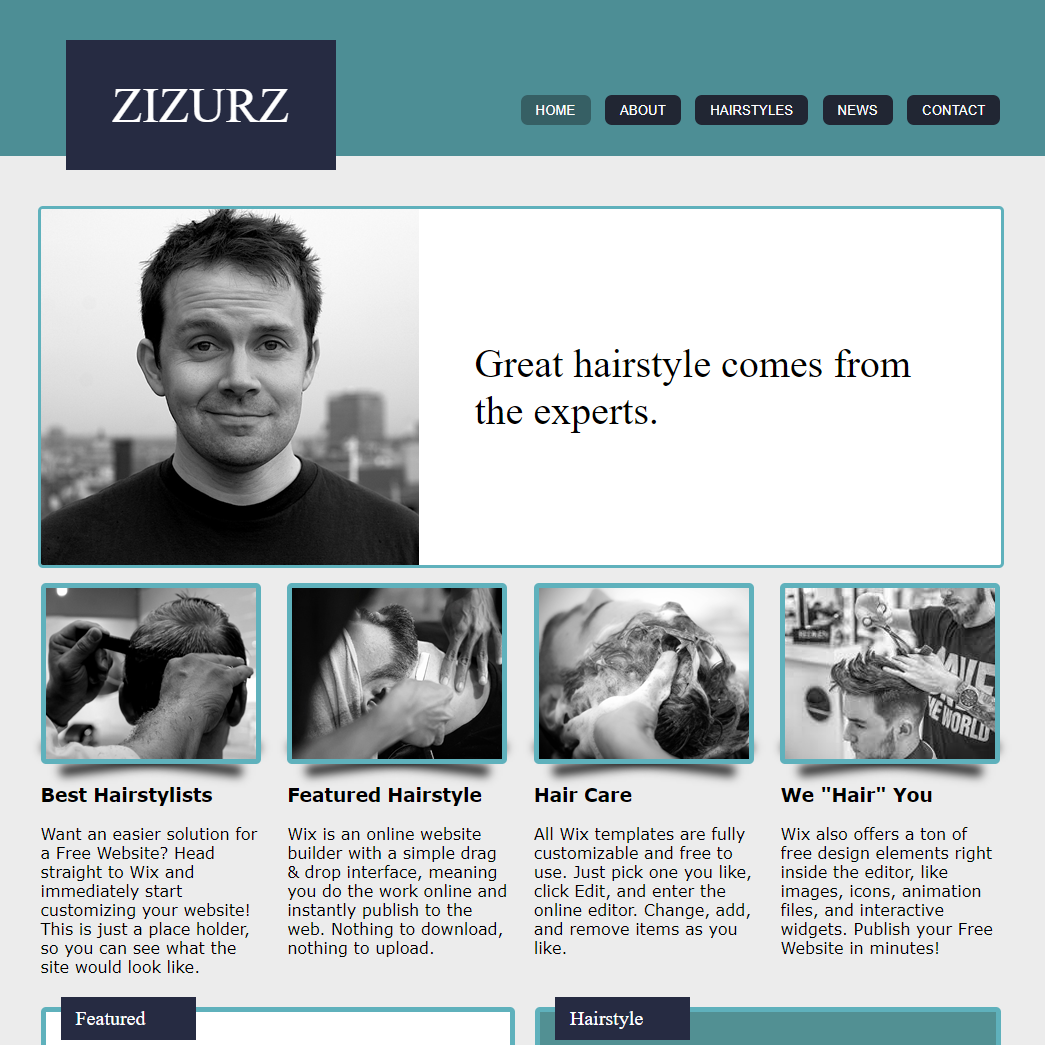 ZIZURZ
HOME ABOUT HAIRSTYLES NEWS CONTACT
Great hairstyle comes from
the experts.
Best Hairstylists
Want an easier solution for
a Free Website? Head
straight to Wix and
immediately start
customizing your website!
This is just a place holder,
so you can see what the
site would look like.
Featured Hairstyle
Wix is an online website
builder with a simple drag
& drop interface, meaning
you do the work online and
instantly publish to the
web. Nothing to download,
nothing to upload.
Hair Care
All Wix templates are fully
customizable and free to
use. Just pick one you like,
click Edit, and enter the
online editor. Change, add,
and remove items as you
like.
THE WORLD
We "Hair" You
Wix also offers a ton of
free design elements right
inside the editor, like
images, icons, animation
files, and interactive
widgets. Publish your Free
Website in minutes!
Featured
Hairstyle